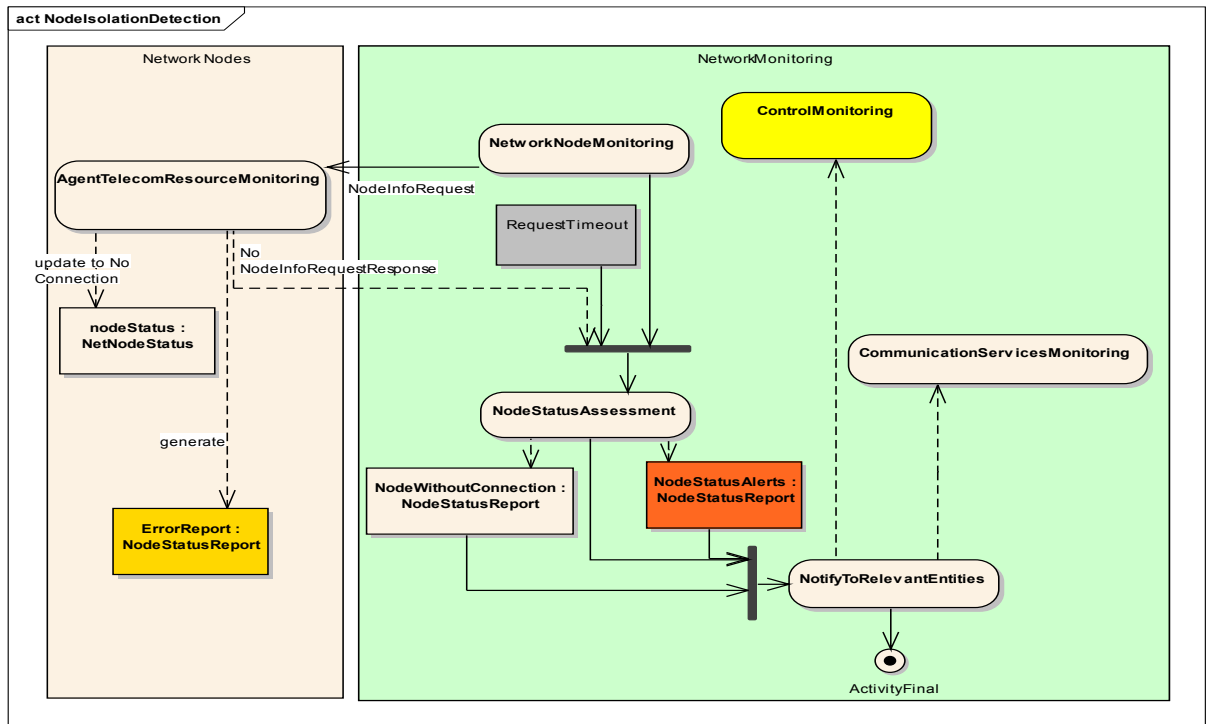 act NodeIsolationDetection
Network Nodes
NetworkMonitoring
ControlMonitoring
NetworkNodeMonitoring
AgentTelecomResourceMonitoring
NodeInfoRequest
RequestTimeout
No
NodeInfoRequestResponse
update to No
Connection
nodeStatus :
NetNodeStatus
CommunicationServicesMonitoring
NodeStatusAssessment
generate
NodeWithoutConnection :
NodeStatusReport
NodeStatusAlerts :
NodeStatusReport
ErrorReport :
NodeStatusReport
NotifyToRelevantEntities
ActivityFinal